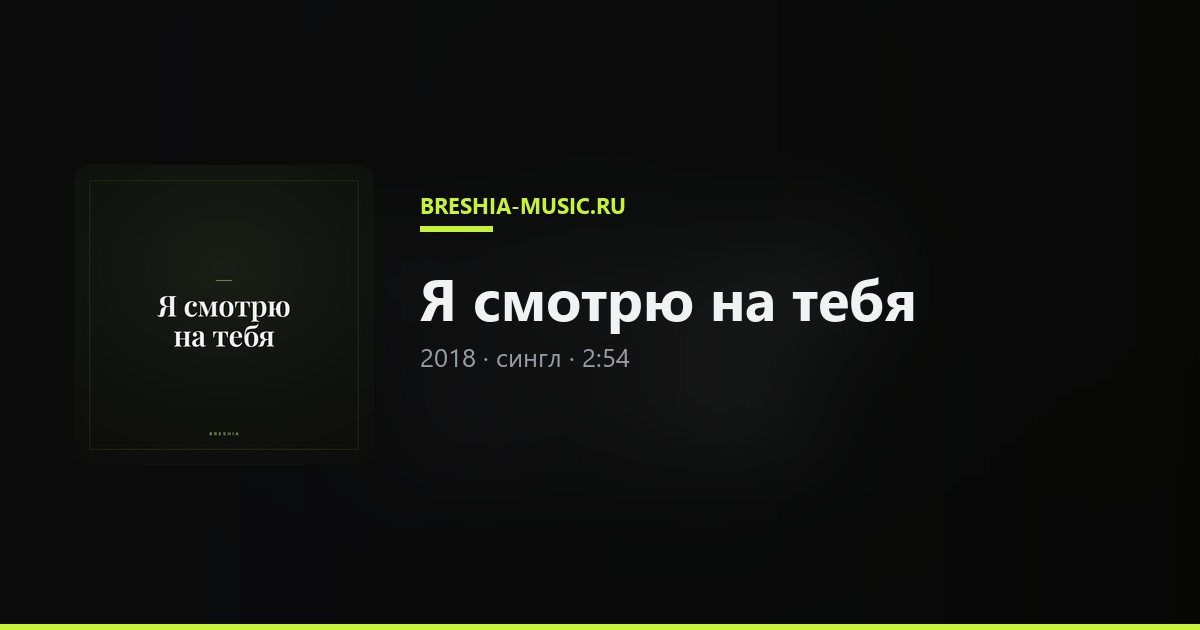 Я смотрю
на тебя
BRESHIA
BRESHIA-MUSIC.RU
Я смотрю на тебя
2018 · сингл · 2:54